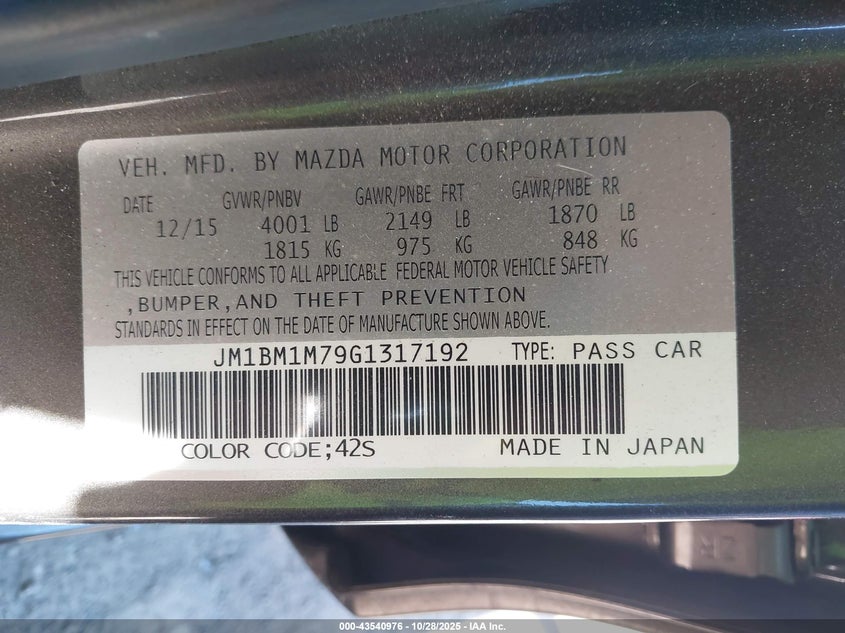 VEH. MFD. BY MAZDA MOTOR CORPORATION
DATE GVWR/PNBV GAWR/PNBE FRT GAWR/PNBE RR
12/15 4001 LB 2149 LB 1870 LB
1815 KG 975 KG 848 KG
THIS VEHICLE CONFORMS TO ALL APPLICABLE FEDERAL MOTOR VEHICLE SAFETY
,BUMPER,AND THEFT PREVENTION
STANDARDS IN EFFECT ON THE DATE OF MANUFACTURE SHOWN ABOVE.
JM1BM1M79G1317192 TYPE: PASS CAR
COLOR CODE;42S MADE IN JAPAN
000-43540976 | 10/28/2025 - IAA Inc.